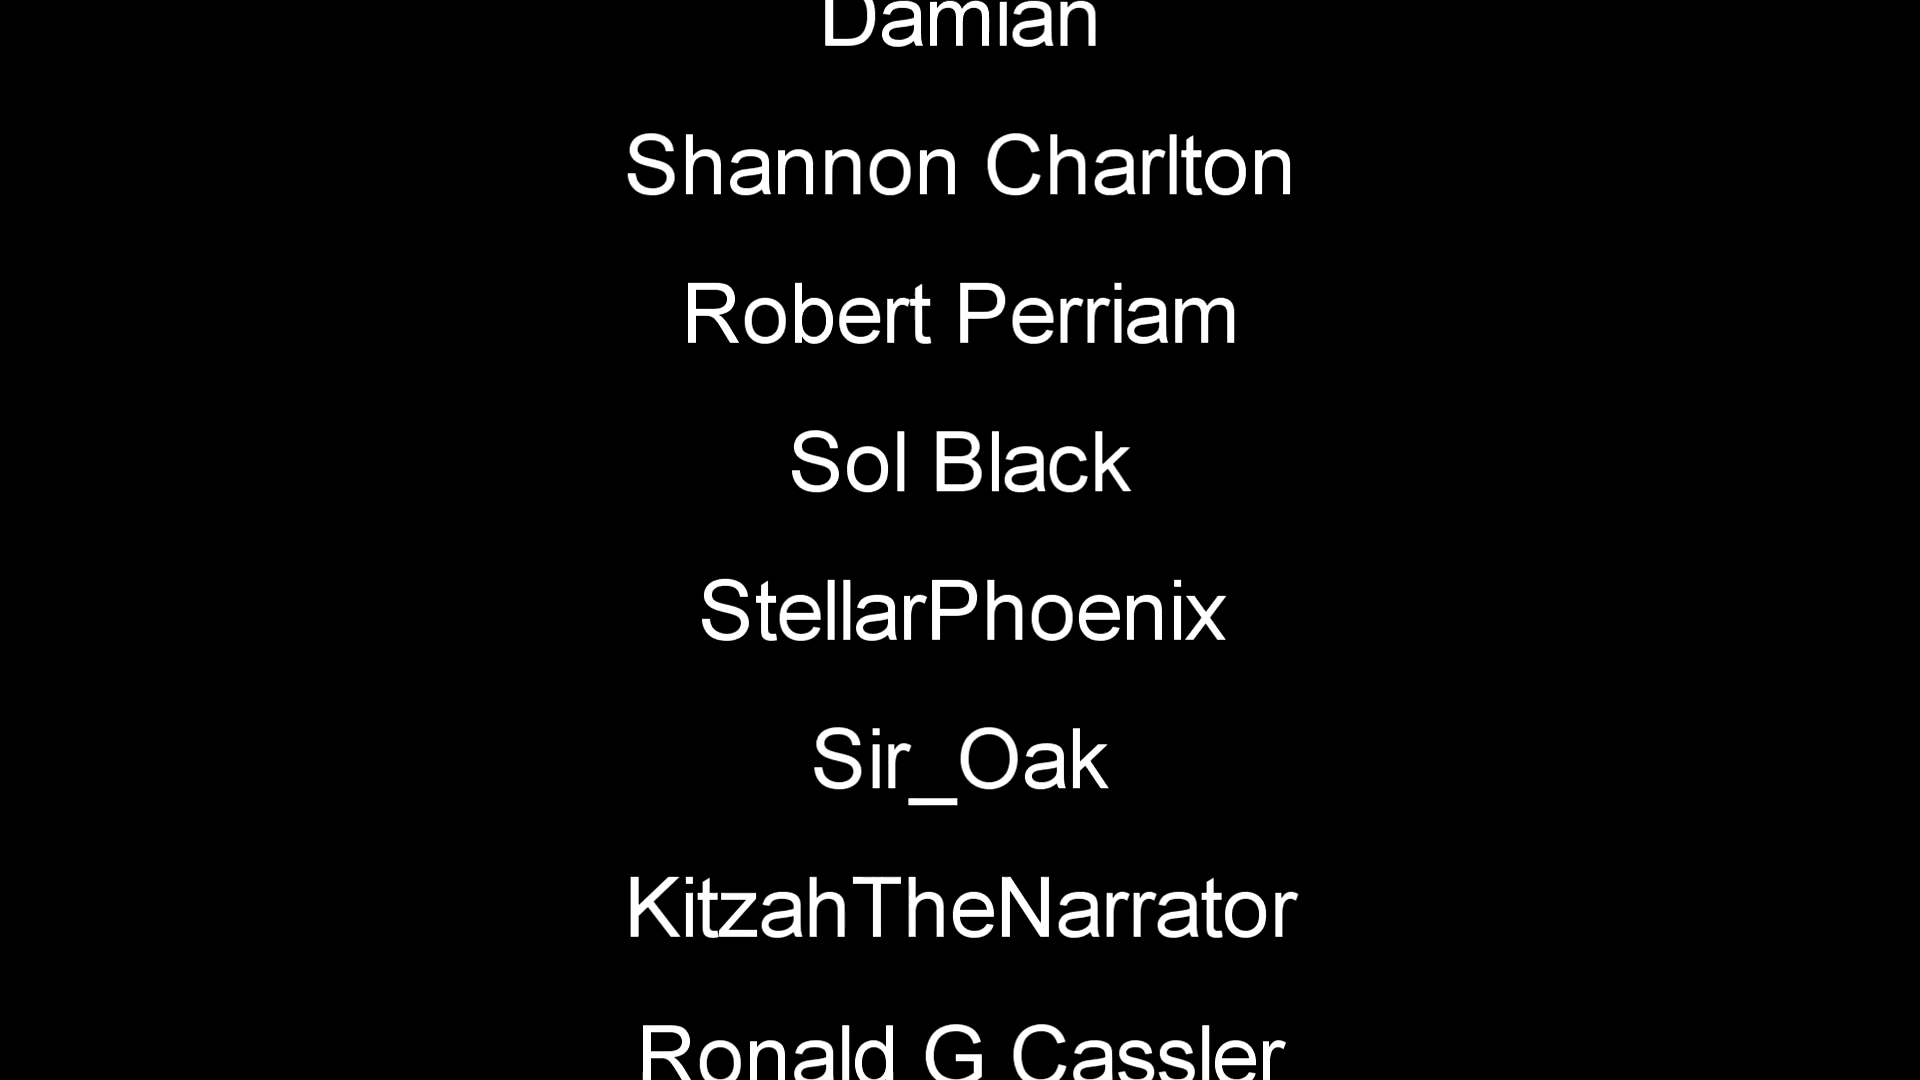 Damian
Shannon Charlton
Robert Perriam
Sol Black
StellarPhoenix
Sir_Oak
KitzahTheNarrator
Ronald G Cassler